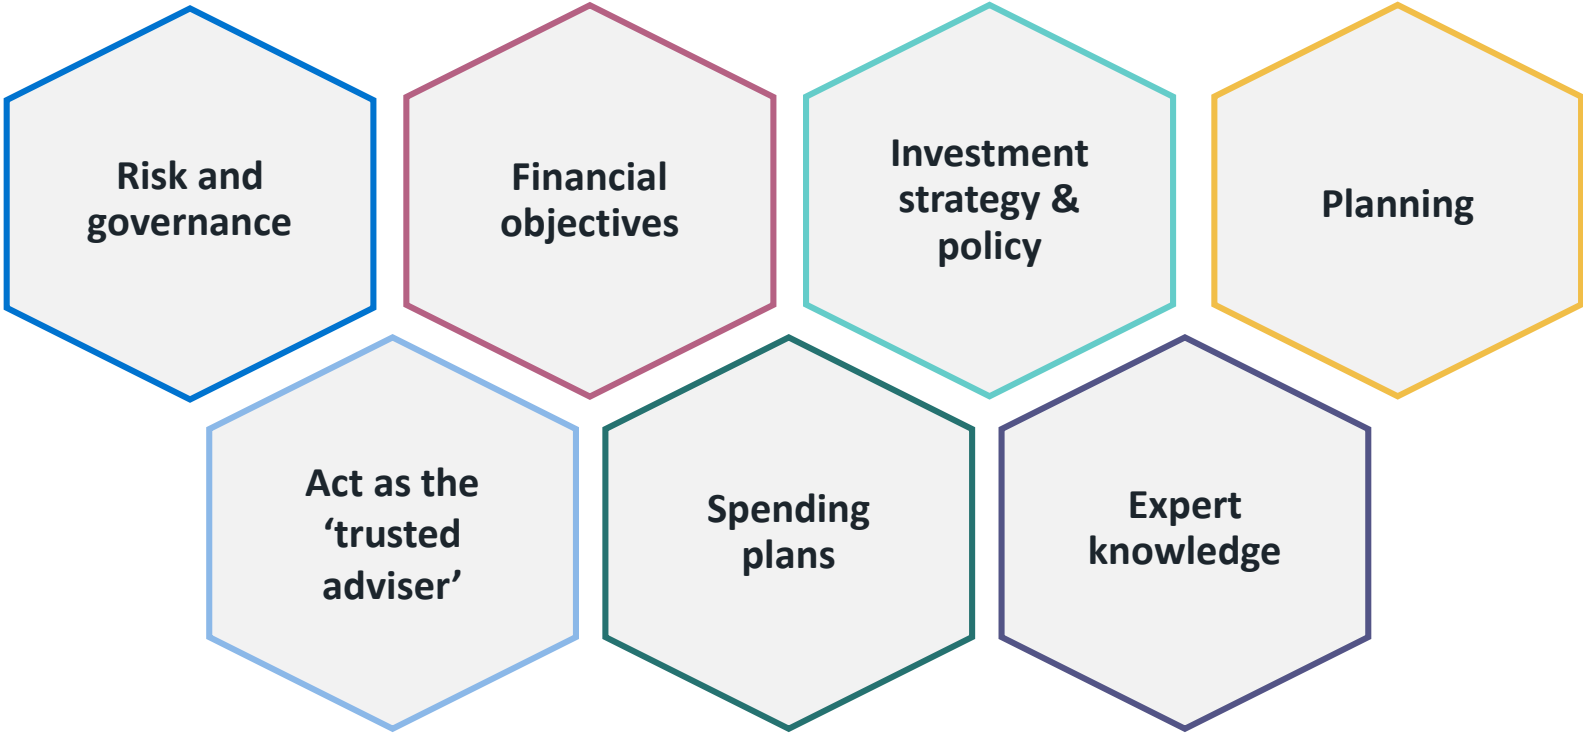 Risk and
governance
Financial
objectives
Investment
strategy &
policy
Planning
Act as the
‘trusted
adviser’
Spending
plans
Expert
knowledge